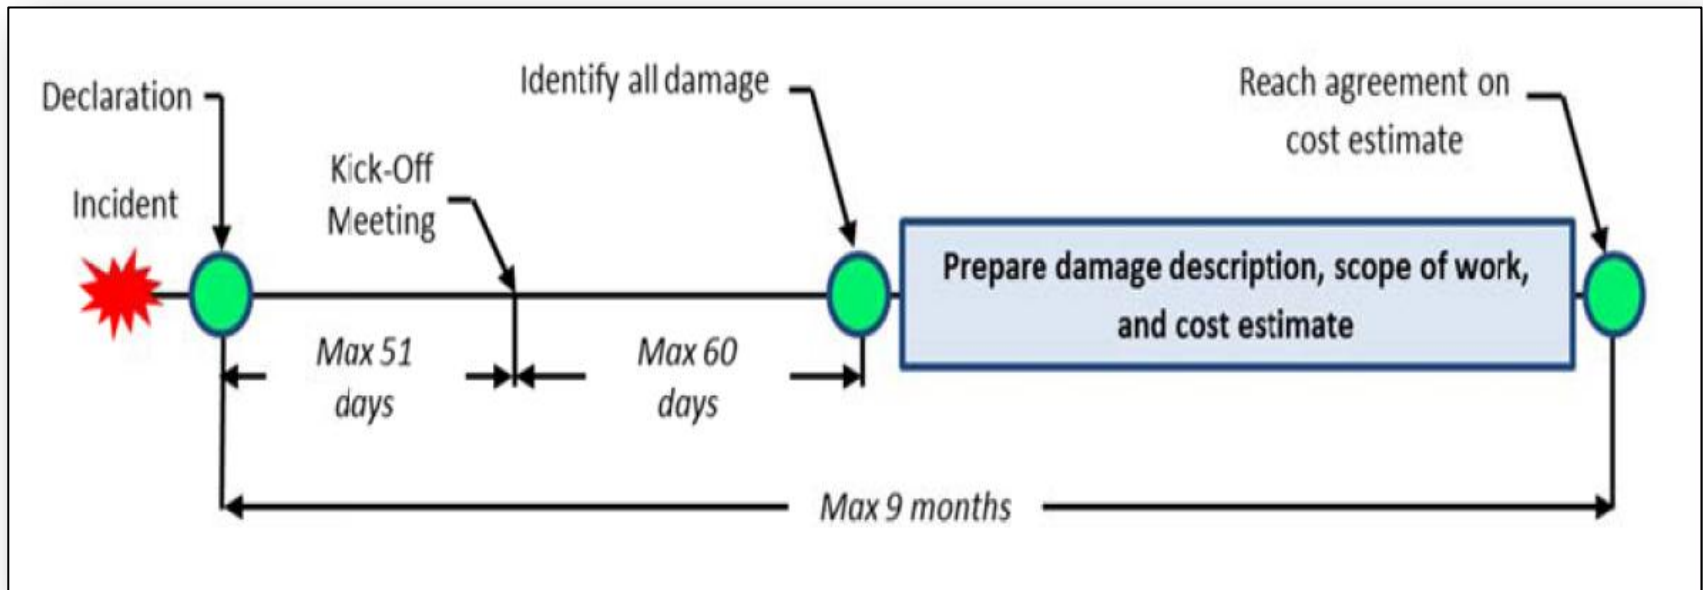 Declaration
Incident
Kick-Off
Meeting
Identify all damage
Reach agreement on
cost estimate
Prepare damage description, scope of work,
and cost estimate
Max 51
days
Max 60
days
Max 9 months